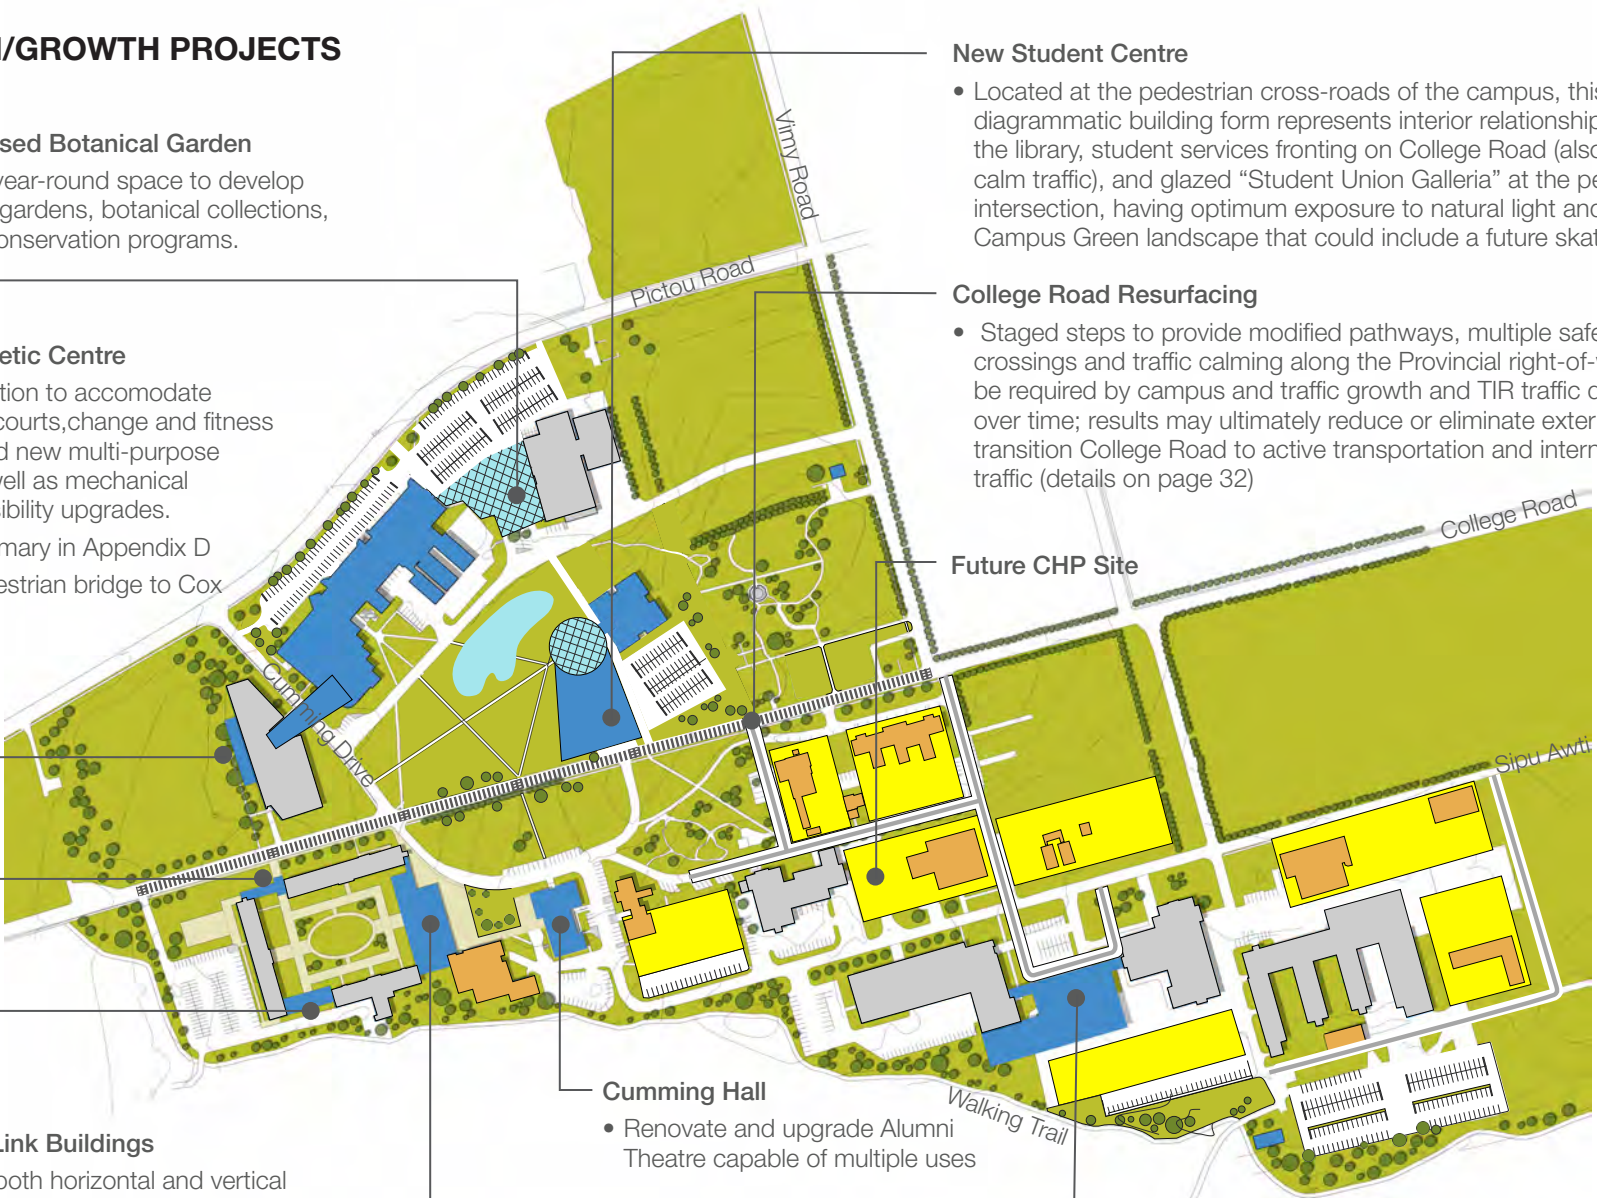 /GROWTH PROJECTS
sed Botanical Garden
year-round space to develop
gardens, botanical collections,
onservation programs.
etic Centre
tion to accomodate
courts,change and fitness
d new multi-purpose
vell as mechanical
sibility upgrades.
mary in Appendix D
estrian bridge to Cox
Link Buildings
both horizontal and vertical
New Student Centre
• Located at the pedestrian cross-roads of the campus, this
diagrammatic building form represents interior relationship
the library, student services fronting on College Road (also
calm traffic), and glazed “Student Union Galleria” at the pe
intersection, having optimum exposure to natural light and
Campus Green landscape that could include a future skat
College Road Resurfacing
• Staged steps to provide modified pathways, multiple safe
crossings and traffic calming along the Provincial right-of-
be required by campus and traffic growth and TIR traffic c
over time; results may ultimately reduce or eliminate exter
transition College Road to active transportation and intern
traffic (details on page 32)
Future CHP Site
Cumming Hall
• Renovate and upgrade Alumni
Theatre capable of multiple uses
Vimy Road
Pictou Road
College Road
Cumming Drive
Sipu Awti
Walking Trail